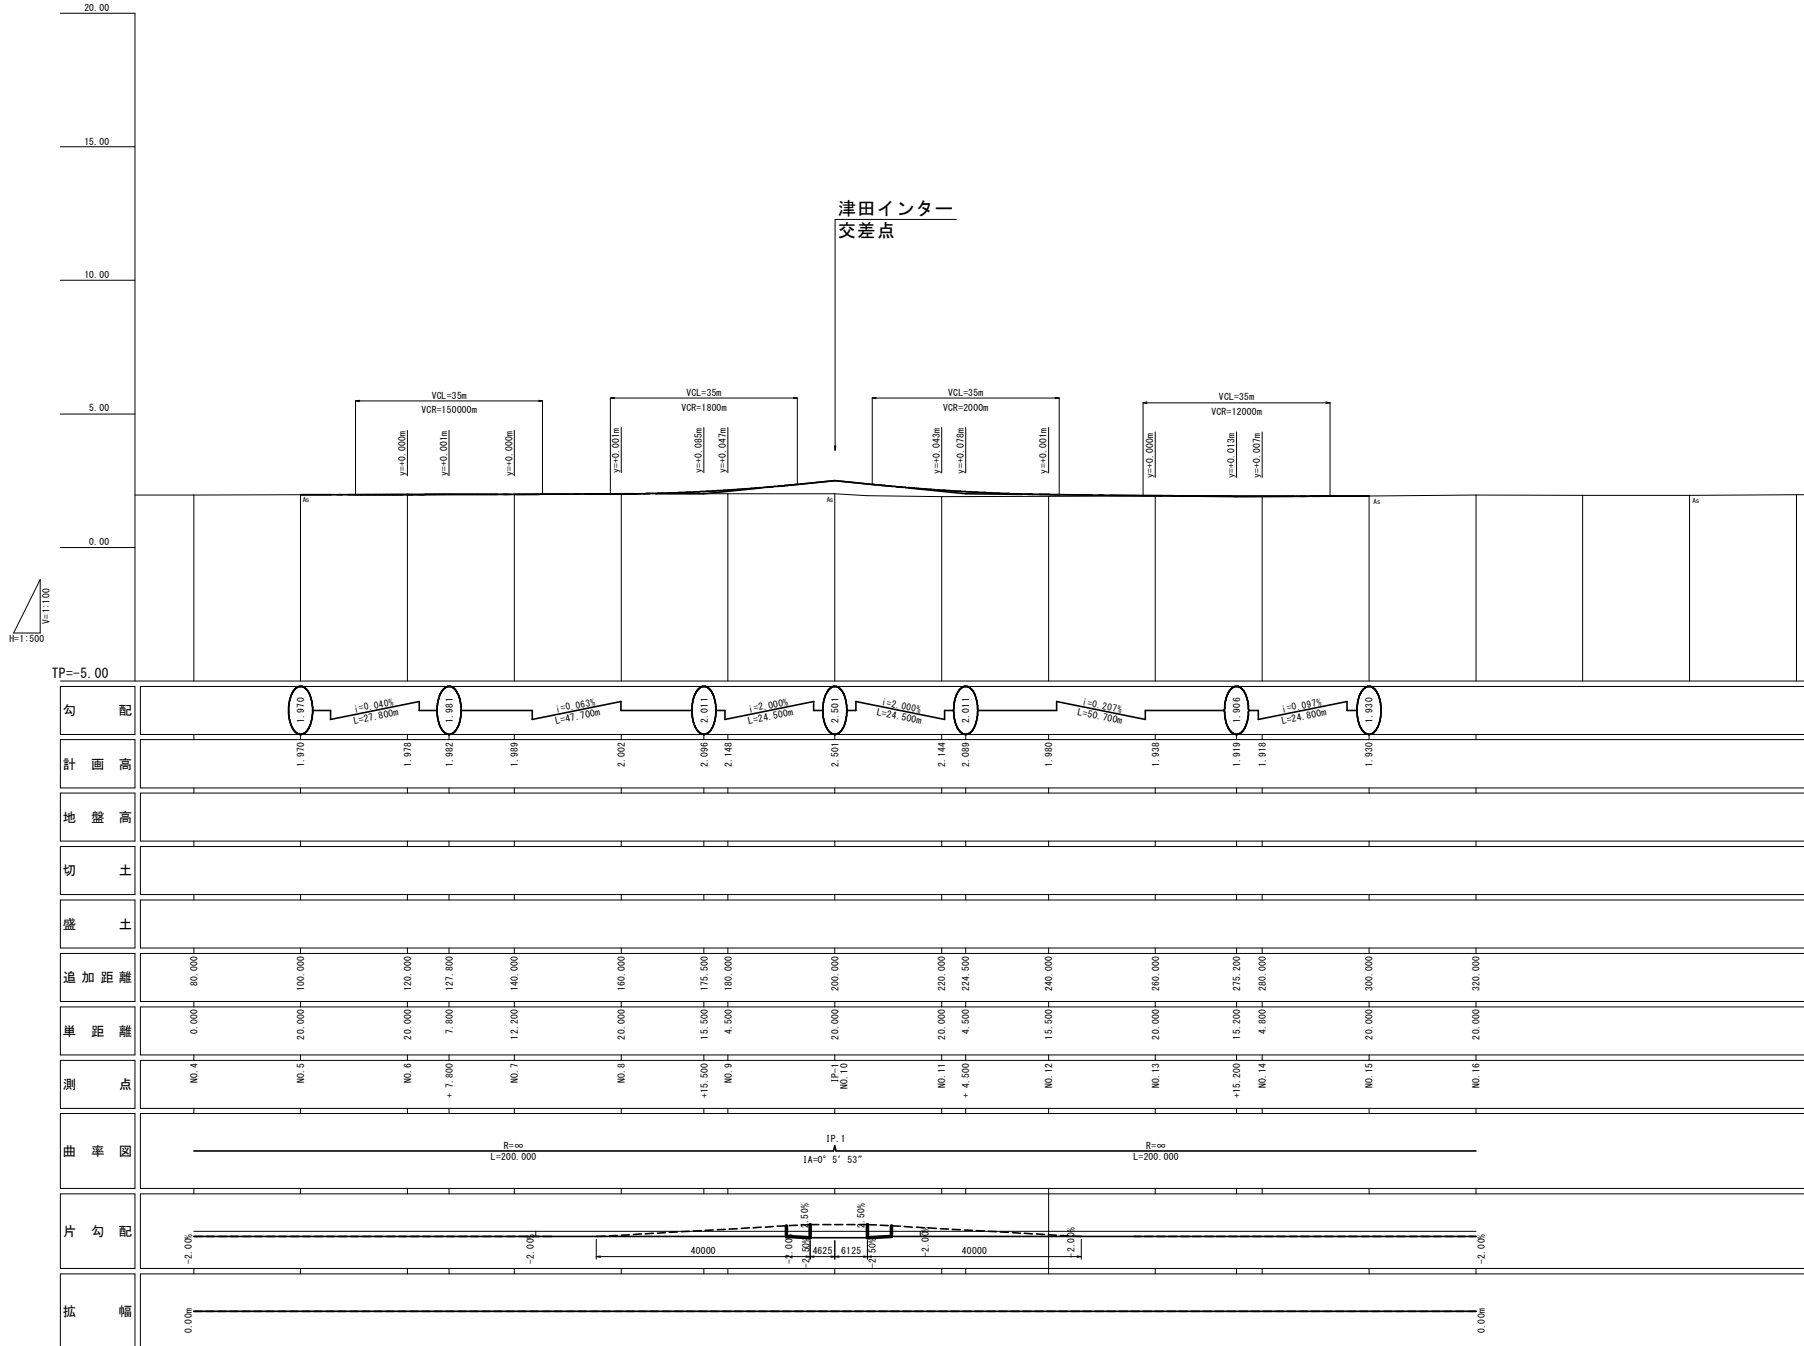 20.00
15.00
10.00
5.00
0.00
TP=-5.00
V=1:100
H=1:500
津田インター
交差点
VCL=35m
VCR=150000m
y=+0.000m
y=+0.001m
y=+0.000m
VCL=35m
VCR=1800m
y=+0.001m
y=+0.085m
y=+0.047m
VCL=35m
VCR=2000m
y=+0.043m
y=+0.078m
y=+0.001m
VCL=35m
VCR=12000m
y=+0.000m
y=+0.013m
y=+0.007m
As
As
As
As
勾 配
1.970
i=0.040%
L=27.800m
1.981
i=0.063%
L=47.700m
2.011
i=2.000%
L=24.500m
2.501
i=2.000%
L=24.500m
2.011
i=0.207%
L=50.700m
1.906
i=0.097%
L=24.800m
1.930
計 画 高
1.970
1.978
1.982
1.989
2.002
2.096
2.148
2.501
2.144
2.089
1.980
1.938
1.919
1.918
1.930
地 盤 高
切 土
盛 土
追 加 距 離
80.000
100.000
120.000
127.800
140.000
160.000
175.500
180.000
200.000
220.000
224.500
240.000
260.000
275.200
280.000
300.000
320.000
単 距 離
0.000
20.000
20.000
7.800
12.200
20.000
15.500
4.500
20.000
20.000
4.500
15.500
20.000
15.200
4.800
20.000
20.000
測 点
NO.4
NO.5
NO.6
+ 7.800
NO.7
NO.8
+15.500
NO.9
IP-1
NO.10
NO.11
+ 4.500
NO.12
NO.13
+15.200
NO.14
NO.15
NO.16
曲 率 図
R=∞
L=200.000
IP.1
IA=0° 5′ 53″
R=∞
L=200.000
片 勾 配
-2.00%
-2.00%
40000
-2.00%
2.50%
-2.50%
4625
6125
2.50%
-2.50%
-2.00%
40000
-2.00%
-2.00%
拡 幅
0.00m
0.00m